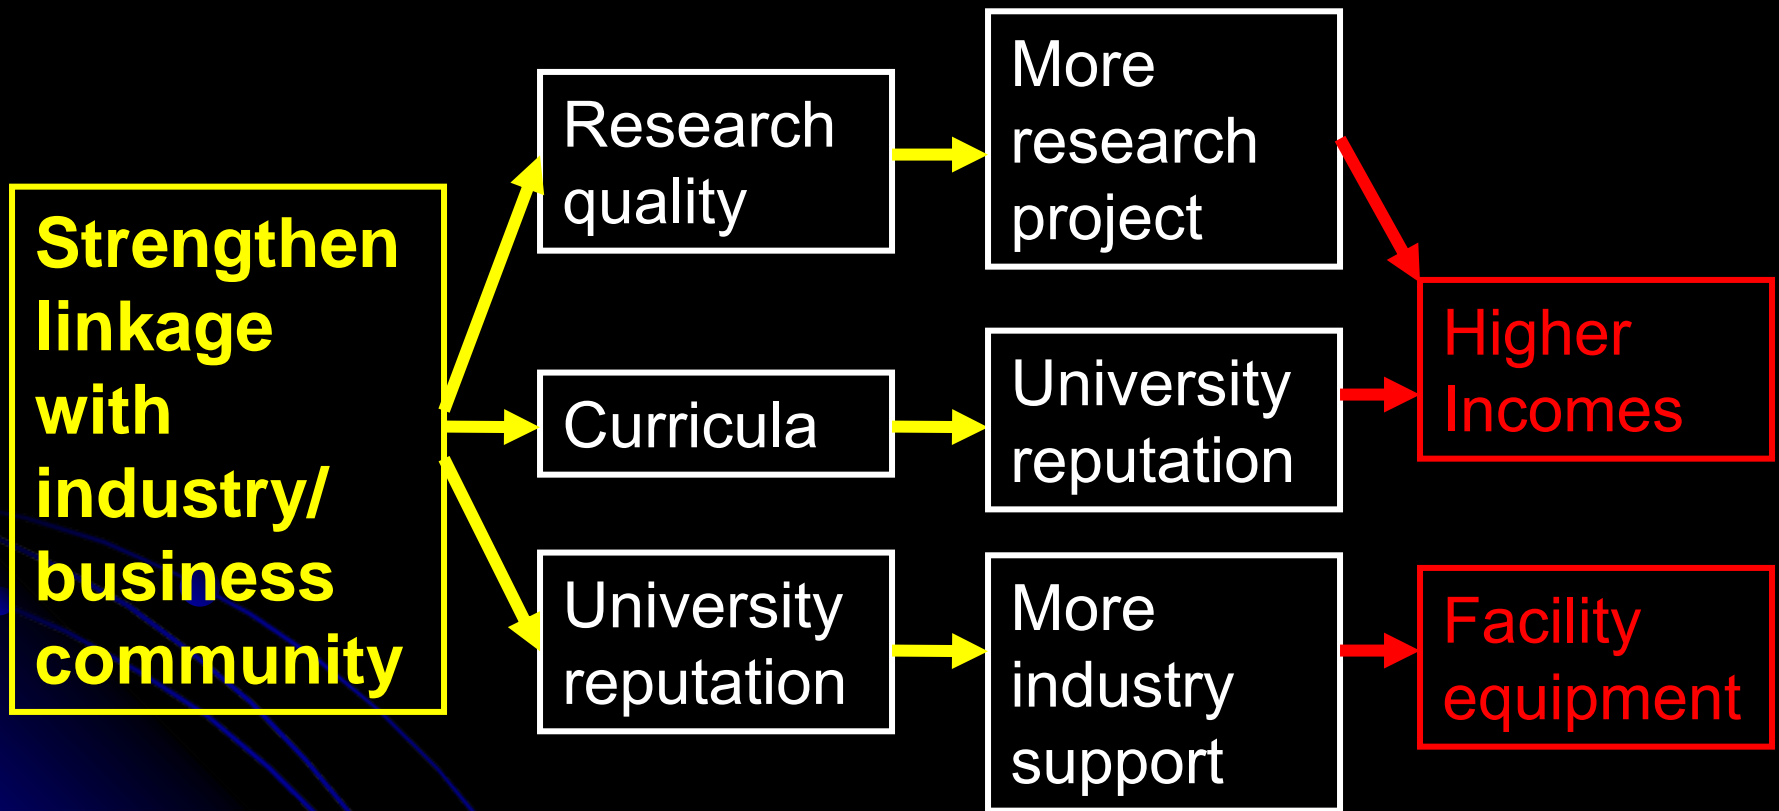 Strengthen
linkage
with
industry/
business
community
Research
quality
Curricula
University
reputation
More
research
project
University
reputation
More
industry
support
Higher
Incomes
Facility
equipment